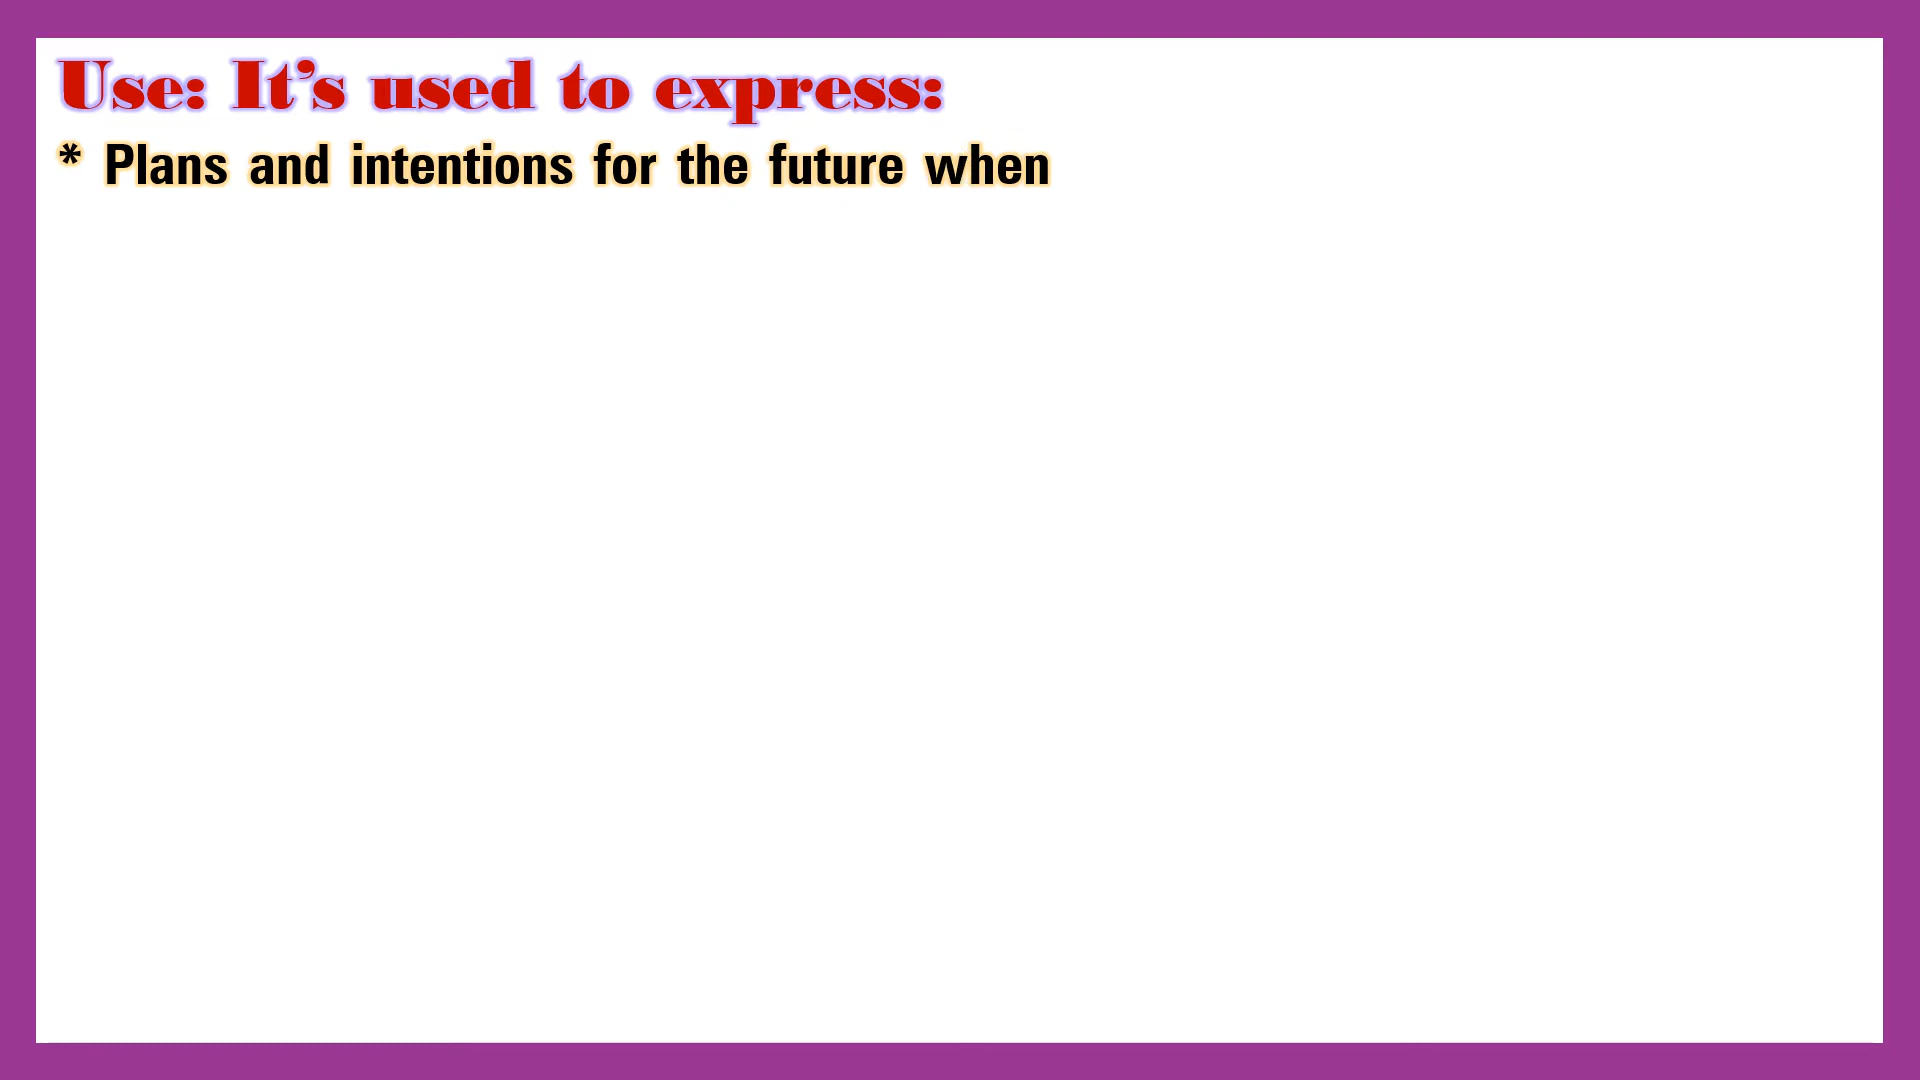 Use: It’s used to express:
* Plans and intentions for the future when